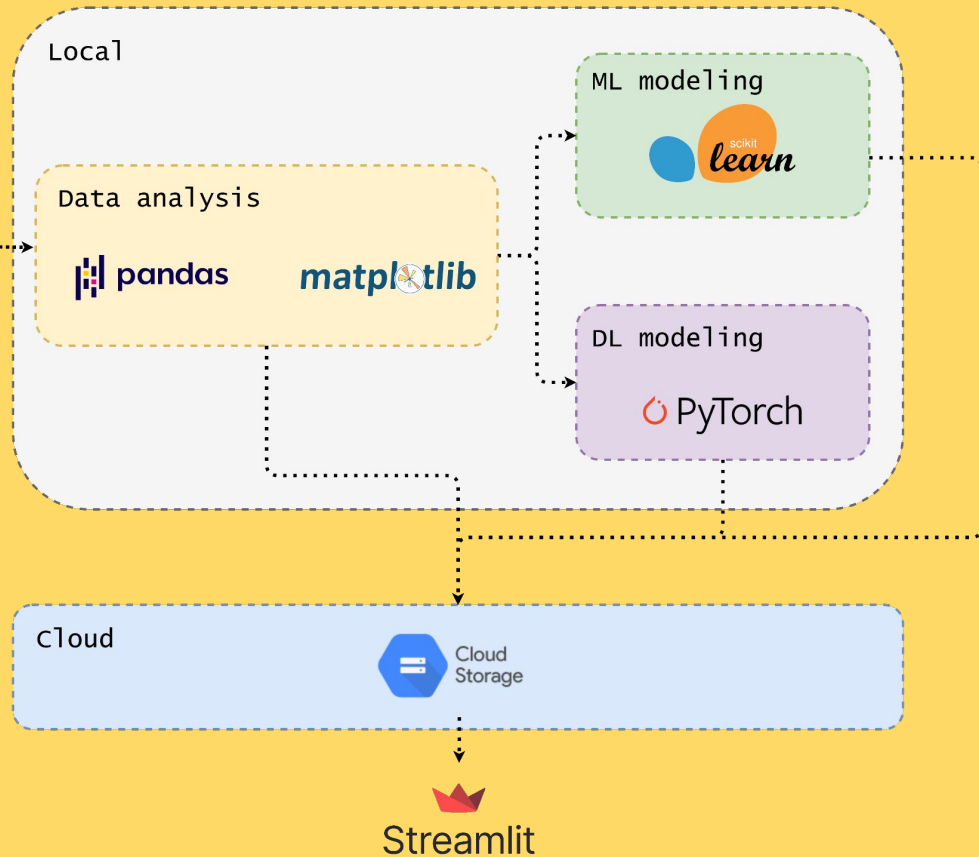 Local
ML modeling
scikit
learn
Data analysis
pandas
matplotlib
DL modeling
PyTorch
Cloud
Cloud
Storage
Streamlit